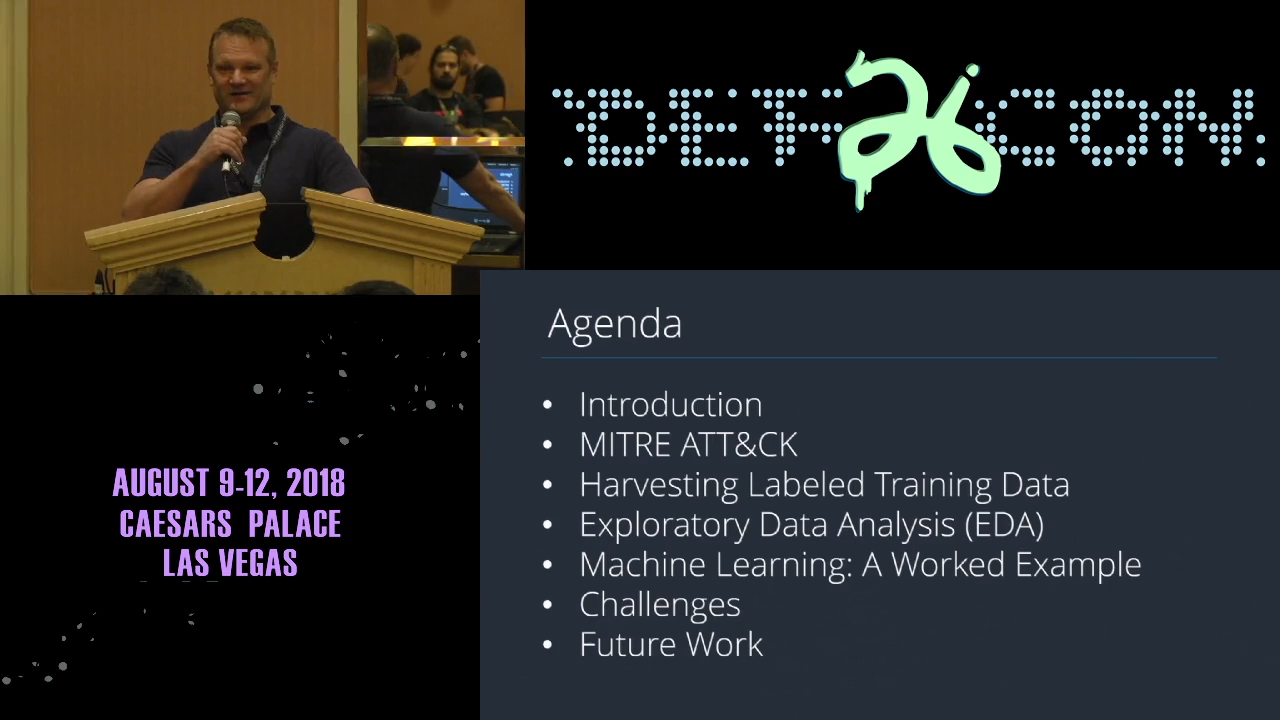 DEF 26 CON
Agenda
• Introduction
• MITRE ATT&CK
• Harvesting Labeled Training Data
• Exploratory Data Analysis (EDA)
• Machine Learning: A Worked Example
• Challenges
• Future Work
AUGUST 9-12, 2018
CAESARS PALACE
LAS VEGAS